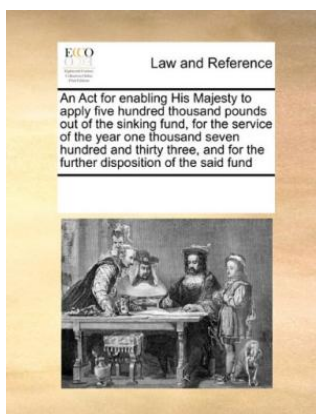 ECCO
Law and Reference
An Act for enabling His Majesty to
apply five hundred thousand pounds
out of the sinking fund, for the service
of the year one thousand seven
hundred and thirty three, and for the
further disposition of the said fund